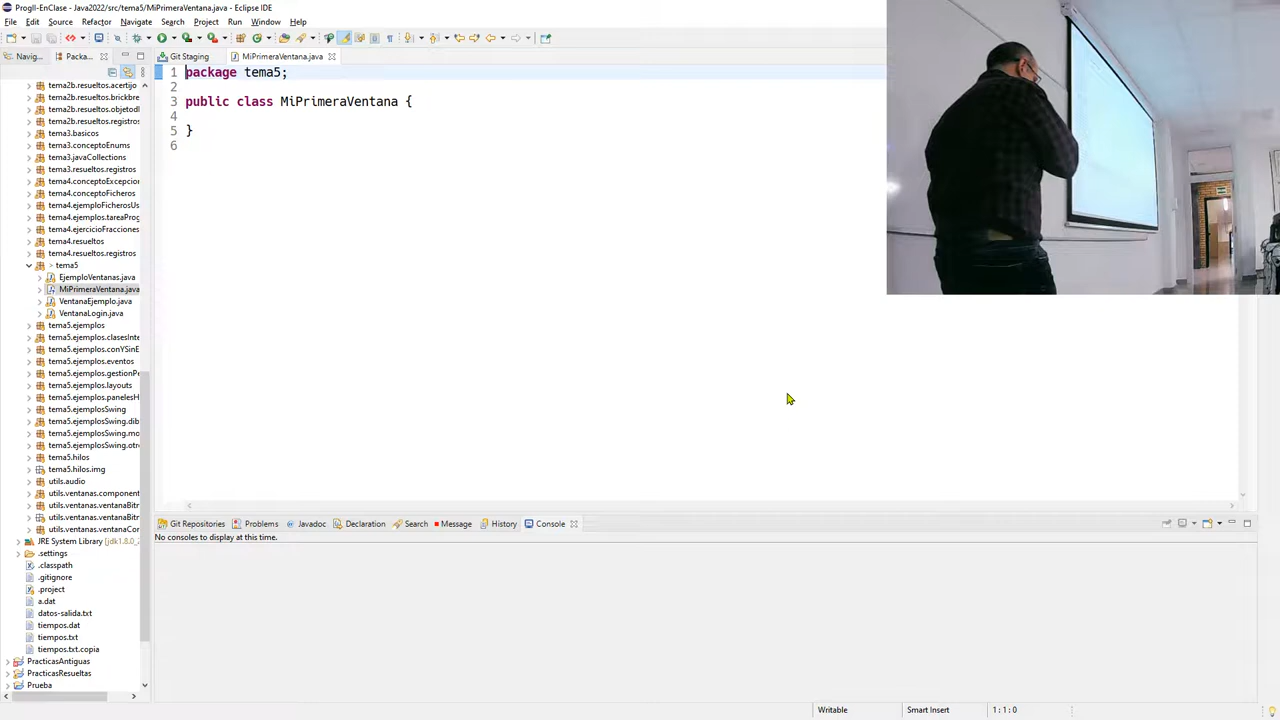 ProgII-EnClase - Java2022/src/tema5/MiPrimeraVentana.java - Eclipse IDE
File Edit Source Refactor Navigate Search Project Run Window Help
Navig... Packa... Git Staging MiPrimeraVentana.java
1 package tema5;
2
3 public class MiPrimeraVentana {
4
5 }
6
tema2b.resueltos.acertijo
tema2b.resueltos.brickbre
tema2b.resueltos.objetod
tema2b.resueltos.registros
tema3.basicos
tema3.conceptoEnums
tema3.javaCollections
tema3.resueltos.registros
tema4.conceptoExcepcion
tema4.conceptoFicheros
tema4.ejemploFicherosUs
tema4.ejemplos.tareaProg
tema4.ejercicioFracciones
tema4.resueltos
tema4.resueltos.registros
> tema5
EjemploVentanas.java
MiPrimeraVentana.java
VentanaEjemplo.java
VentanaLogin.java
tema5.ejemplos
tema5.ejemplos.clasesInte
tema5.ejemplos.conYSinE
tema5.ejemplos.eventos
tema5.ejemplos.gestionPe
tema5.ejemplos.layouts
tema5.ejemplos.panelesH
tema5.ejemplosSwing
tema5.ejemplosSwing.dib
tema5.ejemplosSwing.mo
tema5.ejemplosSwing.otro
tema5.hilos
tema5.hilos.img
utils.audio
utils.ventanas.component
utils.ventanas.ventanaBitr
utils.ventanas.ventanaBitr
utils.ventanas.ventanaCor
JRE System Library [jdk1.8.0_
.settings
.classpath
.gitignore
.project
a.dat
datos-salida.txt
tiempos.dat
tiempos.txt
tiempos.txt.copia
PracticasAntiguas
PracticasResueltas
Prueba
Git Repositories Problems Javadoc Declaration Search Message History Console
No consoles to display at this time.
Writable Smart Insert 1:1:0